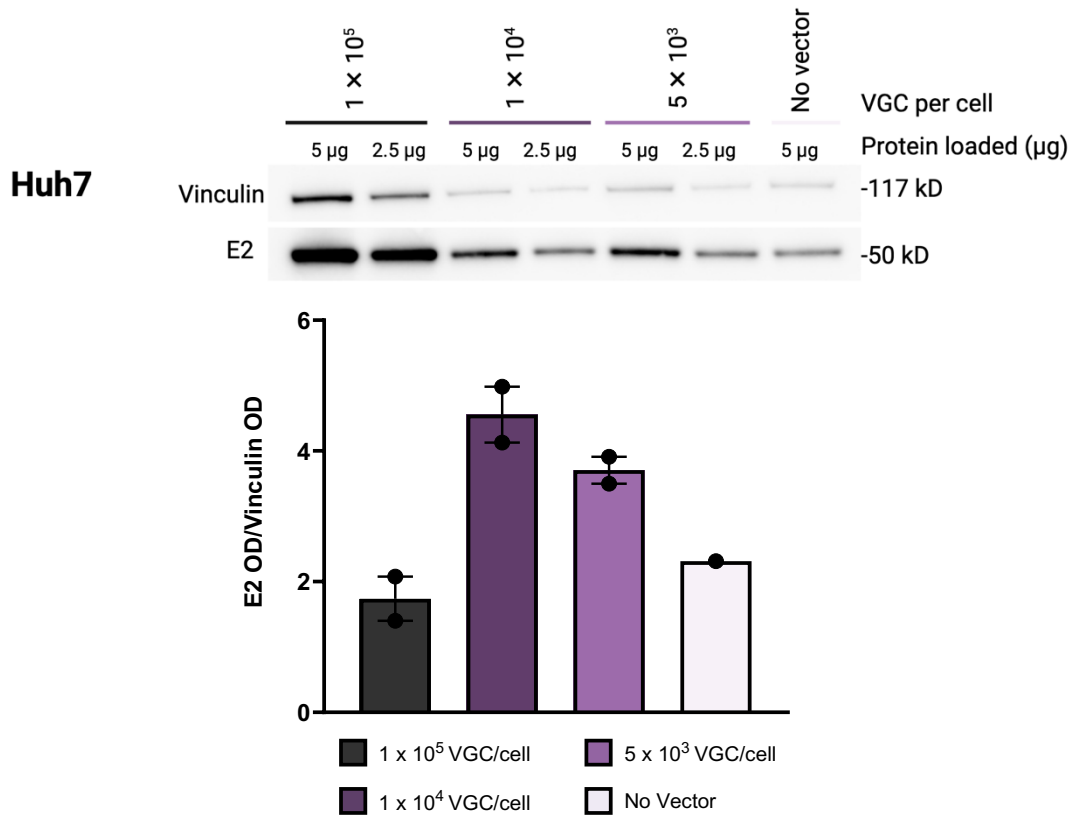 1 × 10⁵
1 × 10⁴
5 × 10³
No vector
VGC per cell
5 µg 2.5 µg 5 µg 2.5 µg 5 µg 2.5 µg 5 µg
Protein loaded (µg)
Huh7
Vinculin
-117 kD
E2
-50 kD
6
4
2
0
E2 OD/Vinculin OD
1 x 10⁵ VGC/cell
5 x 10³ VGC/cell
1 x 10⁴ VGC/cell
No Vector